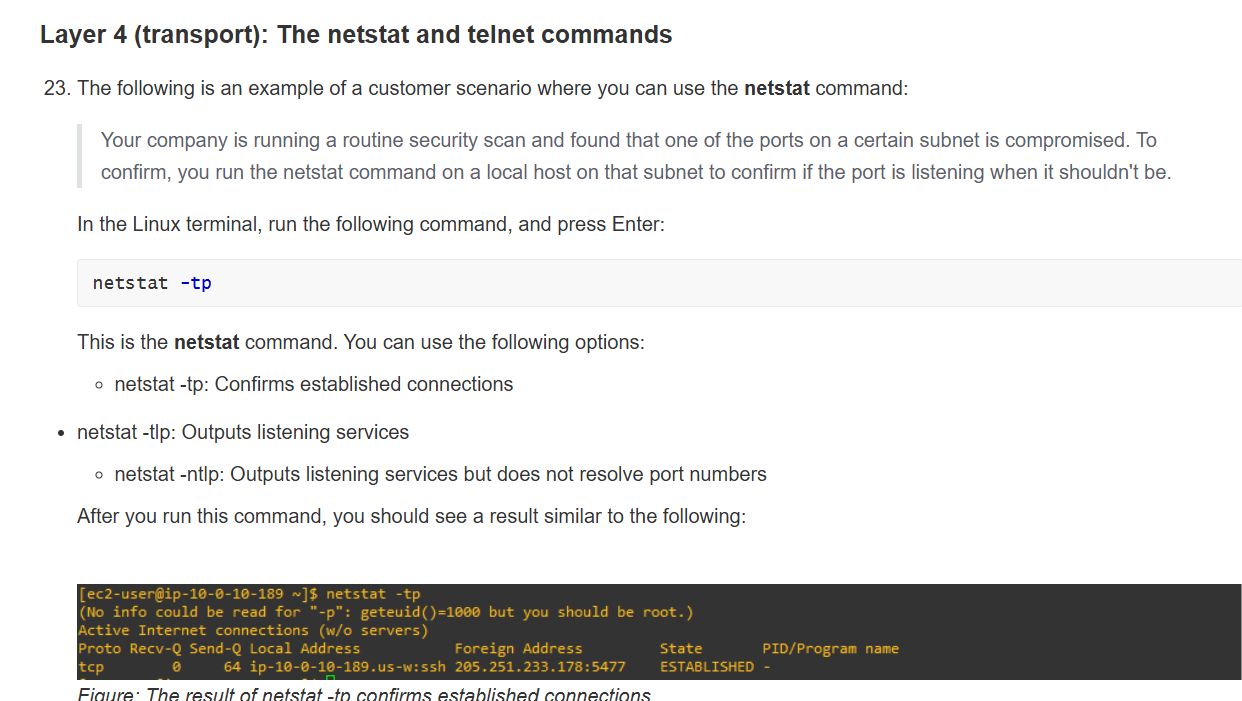 Layer 4 (transport): The netstat and telnet commands
23. The following is an example of a customer scenario where you can use the netstat command:
Your company is running a routine security scan and found that one of the ports on a certain subnet is compromised. To
confirm, you run the netstat command on a local host on that subnet to confirm if the port is listening when it shouldn't be.
In the Linux terminal, run the following command, and press Enter:
netstat -tp
This is the netstat command. You can use the following options:
netstat -tp: Confirms established connections
netstat -tlp: Outputs listening services
netstat -ntlp: Outputs listening services but does not resolve port numbers
After you run this command, you should see a result similar to the following:
[ec2-user@ip-10-0-10-189 ~]$ netstat -tp
(No info could be read for "-p": geteuid()=1000 but you should be root.)
Active Internet connections (w/o servers)
Proto Recv-Q Send-Q Local Address Foreign Address State PID/Program name
tcp 0 64 ip-10-0-10-189.us-w:ssh 205.251.233.178:5477 ESTABLISHED -
Figure: The result of netstat -tp confirms established connections